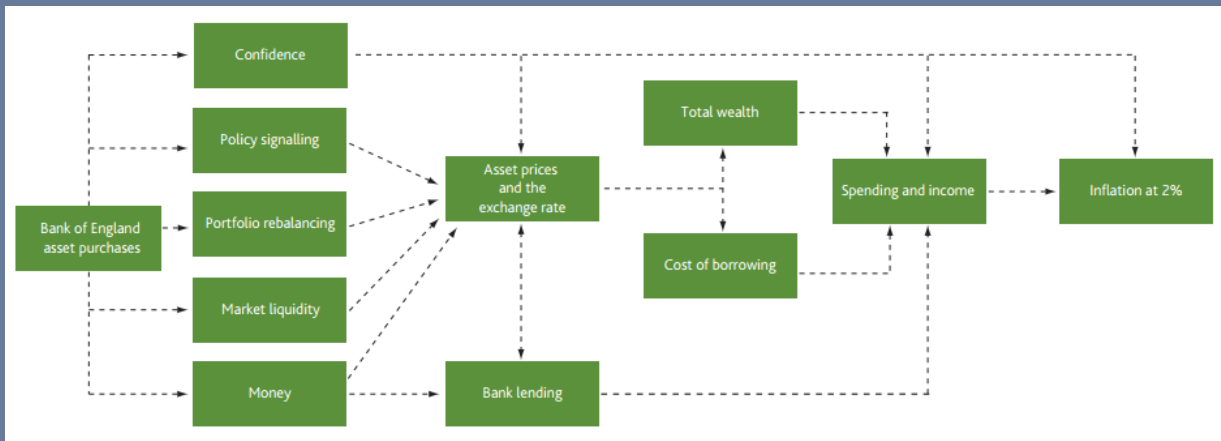 Confidence
Policy signalling
Portfolio rebalancing
Market liquidity
Money
Bank of England
asset purchases
Asset prices
and the
exchange rate
Bank lending
Total wealth
Cost of borrowing
Spending and income
Inflation at 2%